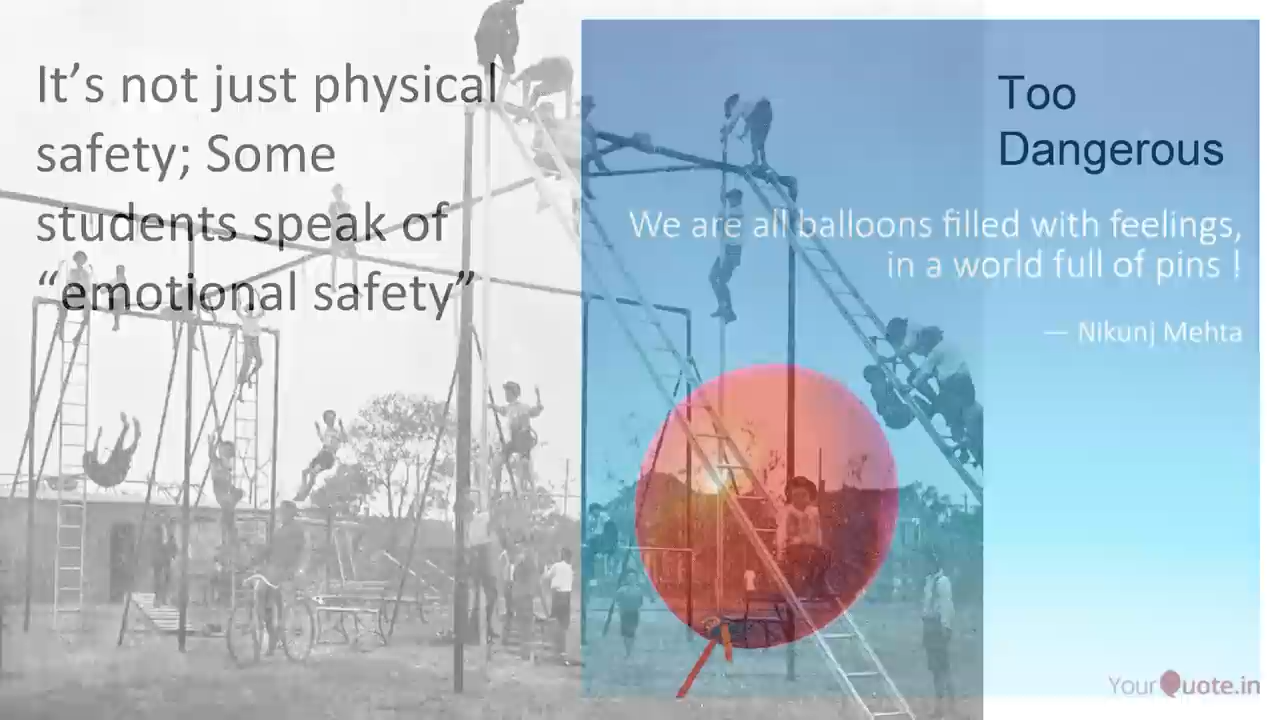 It’s not just physical
safety; Some
students speak of
“emotional safety”
Too
Dangerous
We are all balloons filled with feelings,
in a world full of pins !
— Nikunj Mehta
YourQuote.in